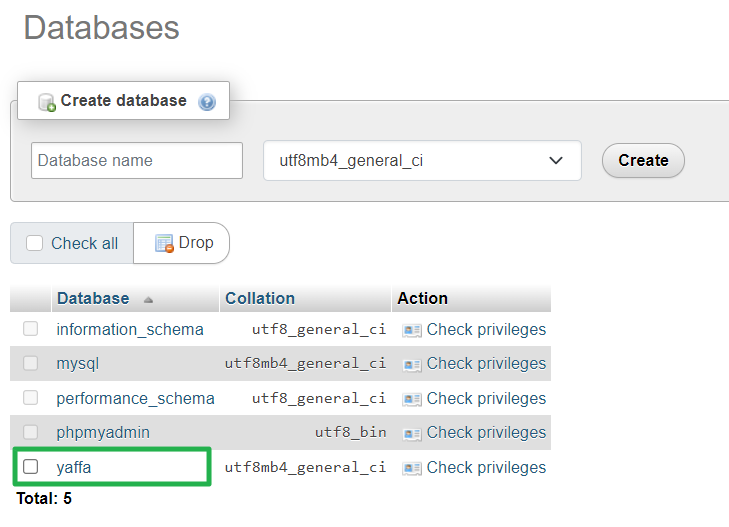 Databases
Create database
Database name utf8mb4_general_ci Create
Check all Drop
Database Collation Action
information_schema utf8_general_ci Check privileges
mysql utf8mb4_general_ci Check privileges
performance_schema utf8_general_ci Check privileges
phpmyadmin utf8_bin Check privileges
yaffa utf8mb4_general_ci Check privileges
Total: 5